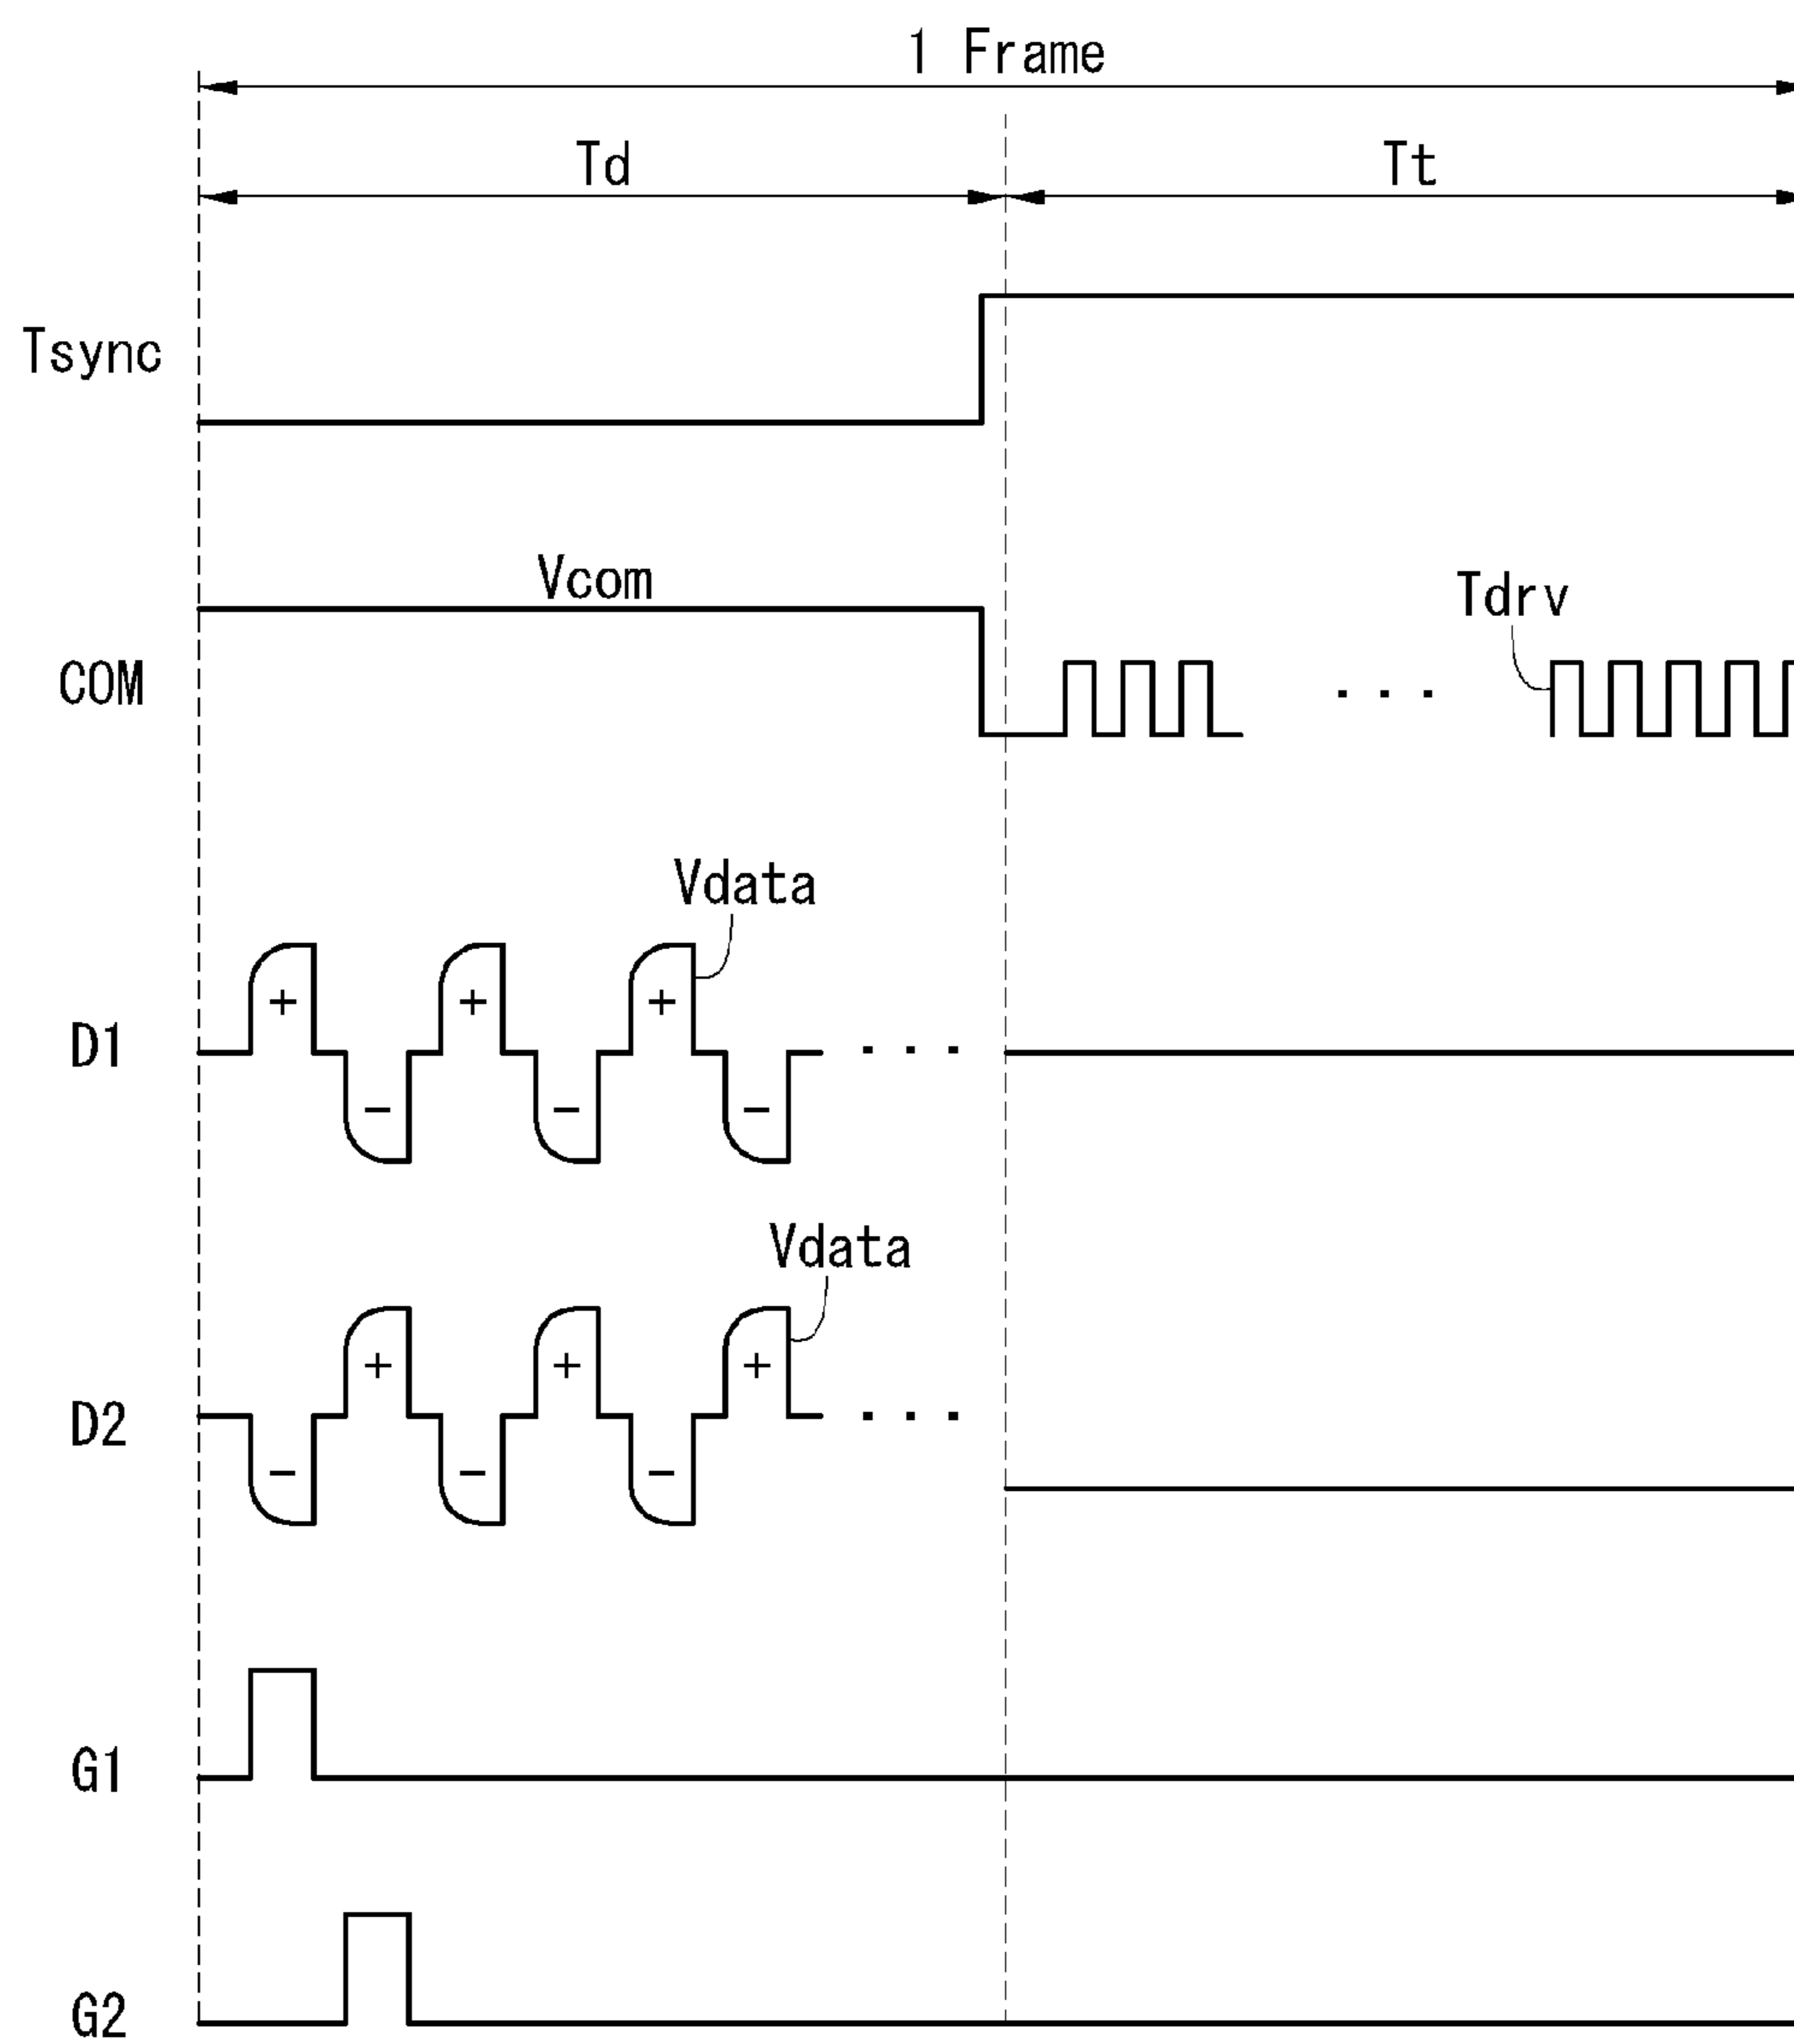 1 Frame
Td
Tt
Tsync
Vcom
Tdrv
COM
. . .
Vdata
+ + +
D1
. . .
- - -
Vdata
+ + +
D2
. . .
- - -
G1
G2